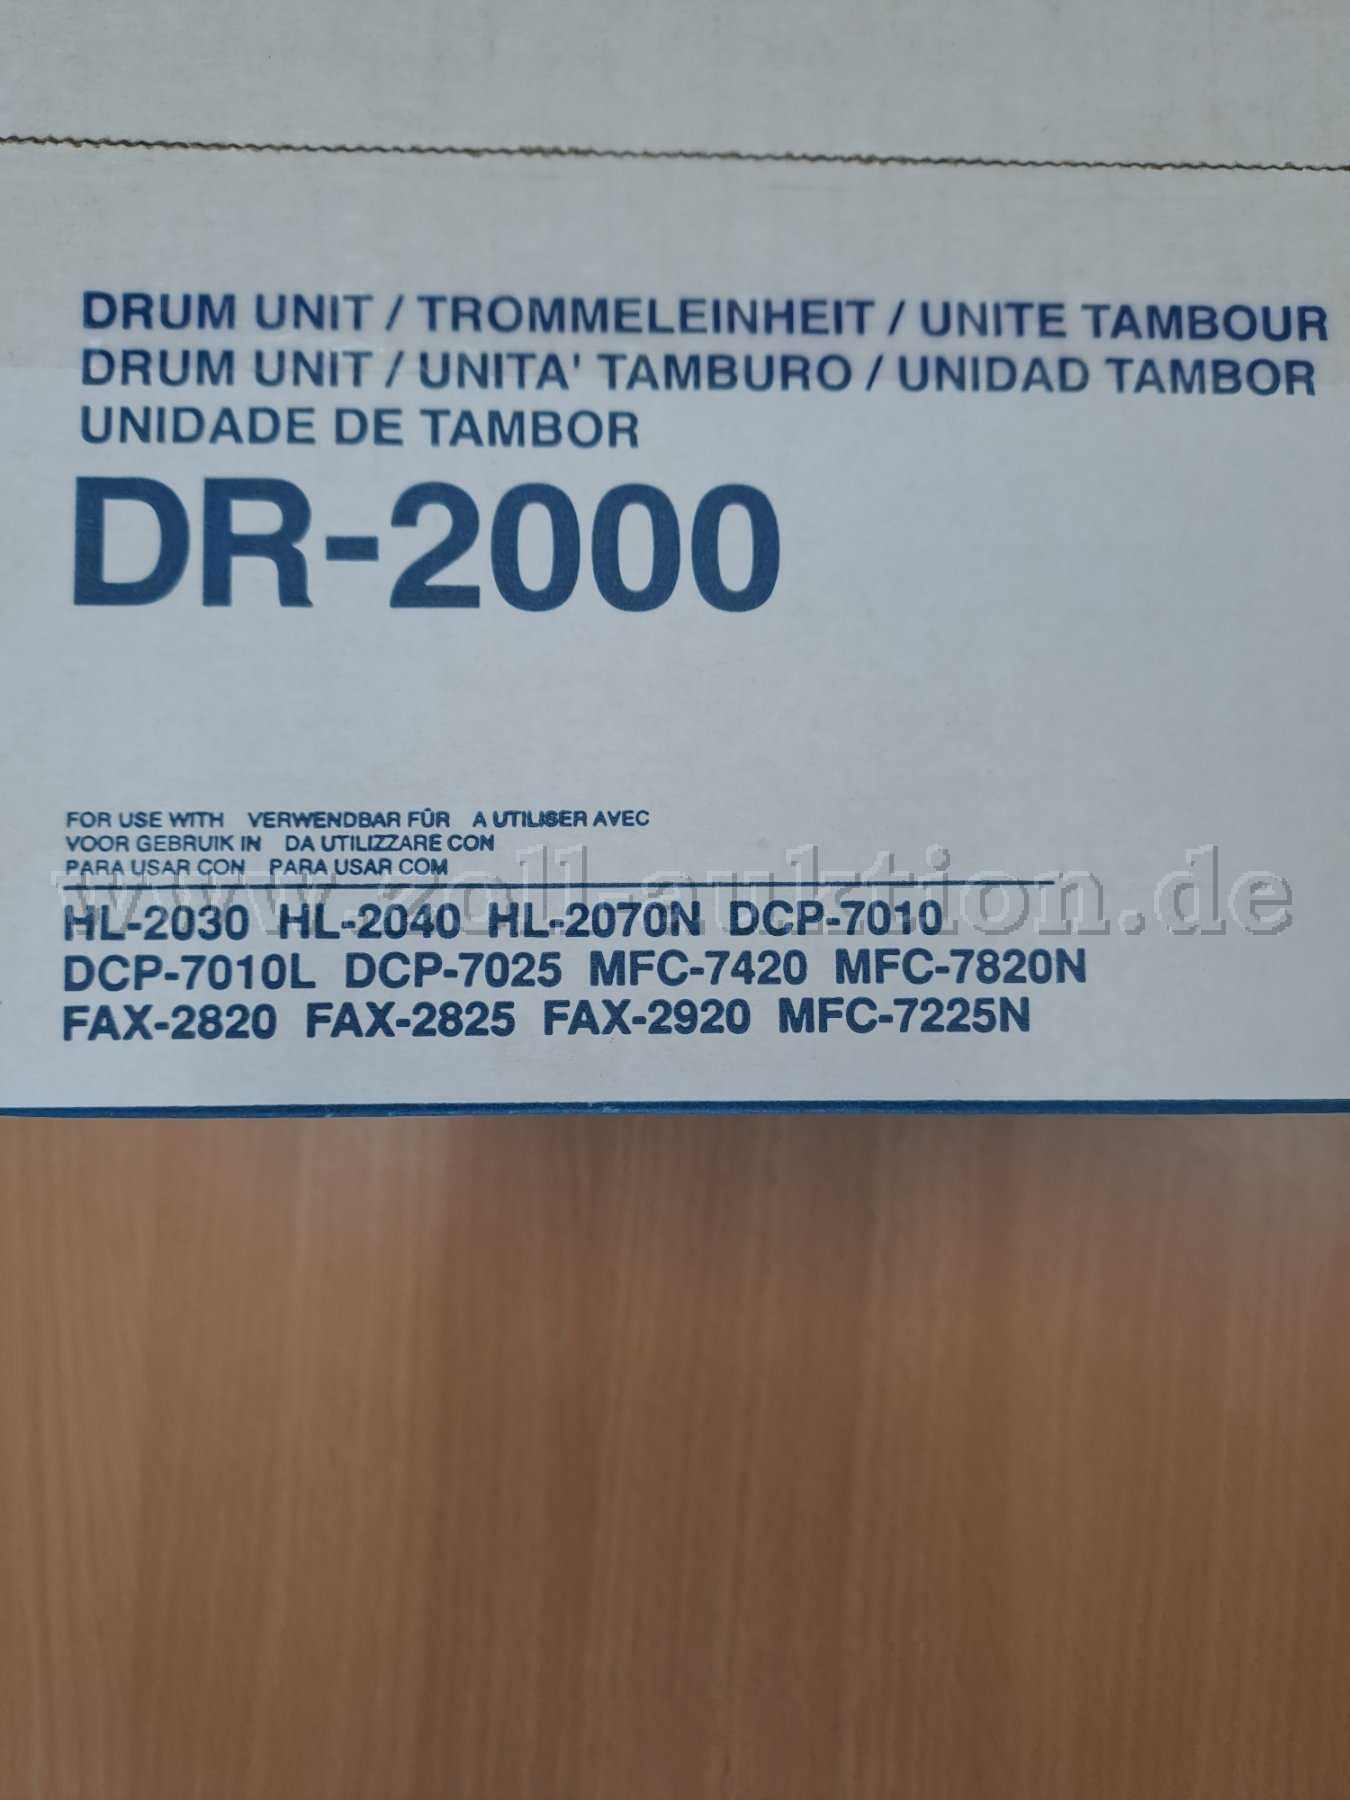 DRUM UNIT / TROMMELEINHEIT / UNITE TAMBOUR
DRUM UNIT / UNITA' TAMBURO / UNIDAD TAMBOR
UNIDADE DE TAMBOR
DR-2000
FOR USE WITH VERWENDBAR FÜR A UTILISER AVEC
VOOR GEBRUIK IN DA UTILIZZARE CON
PARA USAR CON PARA USAR COM
www.zoll-auktion.de
HL-2030 HL-2040 HL-2070N DCP-7010
DCP-7010L DCP-7025 MFC-7420 MFC-7820N
FAX-2820 FAX-2825 FAX-2920 MFC-7225N